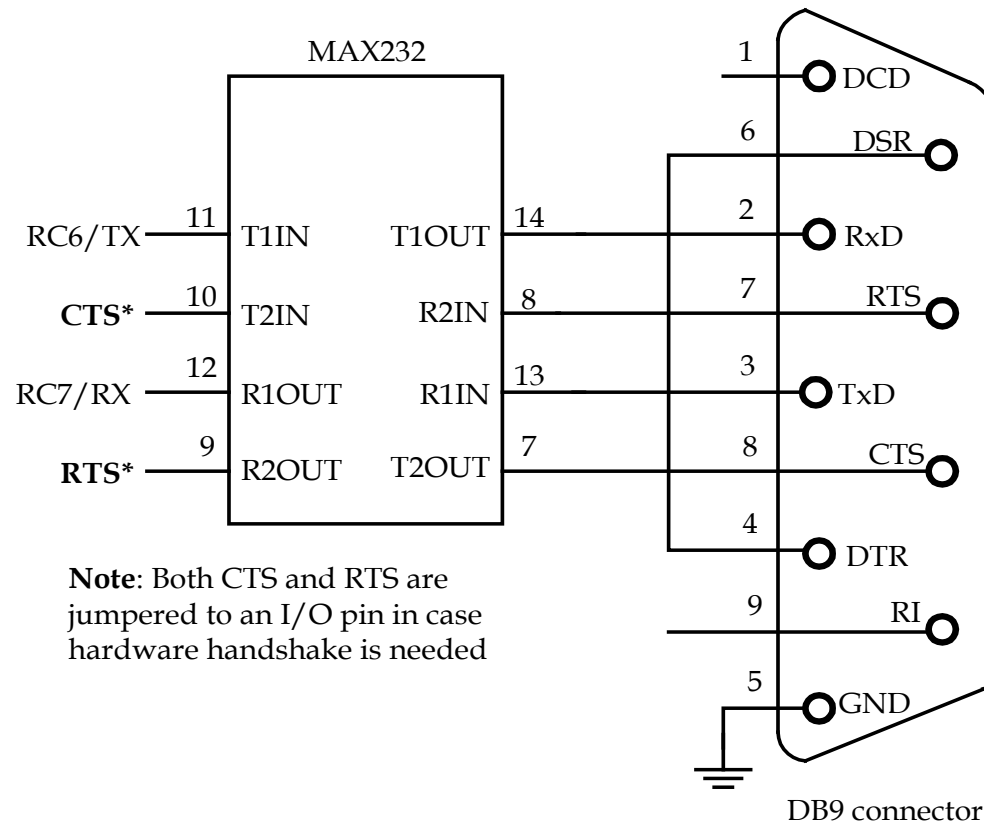 MAX232
1
DCD
6
DSR
RC6/TX 11 T1IN T1OUT 14 2 RxD
CTS* 10 T2IN R2IN 8 7 RTS
RC7/RX 12 R1OUT R1IN 13 3 TxD
RTS* 9 R2OUT T2OUT 7 8 CTS
4
DTR
Note: Both CTS and RTS are
jumpered to an I/O pin in case
hardware handshake is needed
9
RI
5
GND
DB9 connector